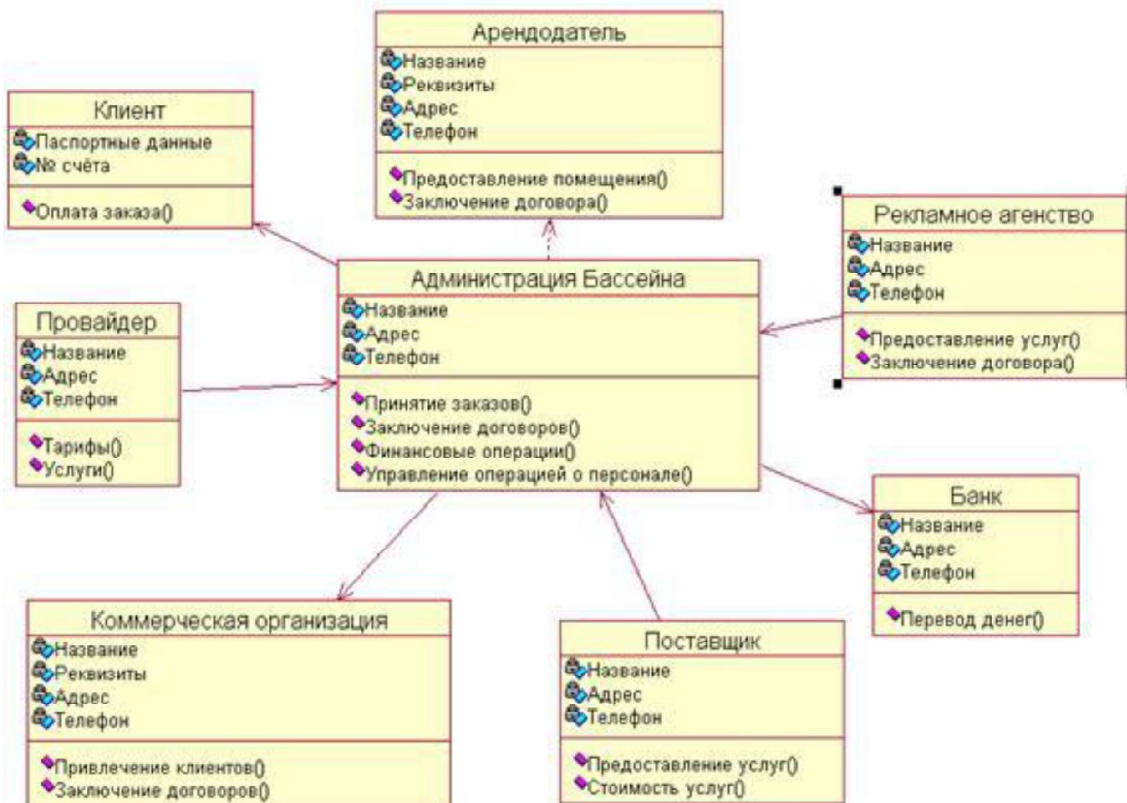 Арендодатель
Название
Реквизиты
Адрес
Телефон
Предоставление помещения()
Заключение договора()
Клиент
Паспортные данные
№ счёта
Оплата заказа()
Рекламное агенство
Название
Адрес
Телефон
Предоставление услуг()
Заключение договора()
Администрация Бассейна
Название
Адрес
Телефон
Принятие заказов()
Заключение договоров()
Финансовые операции()
Управление операцией о персонале()
Провайдер
Название
Адрес
Телефон
Тарифы()
Услуги()
Банк
Название
Адрес
Телефон
Перевод денег()
Коммерческая организация
Название
Реквизиты
Адрес
Телефон
Привлечение клиентов()
Заключение договоров()
Поставщик
Название
Адрес
Телефон
Предоставление услуг()
Стоимость услуг()